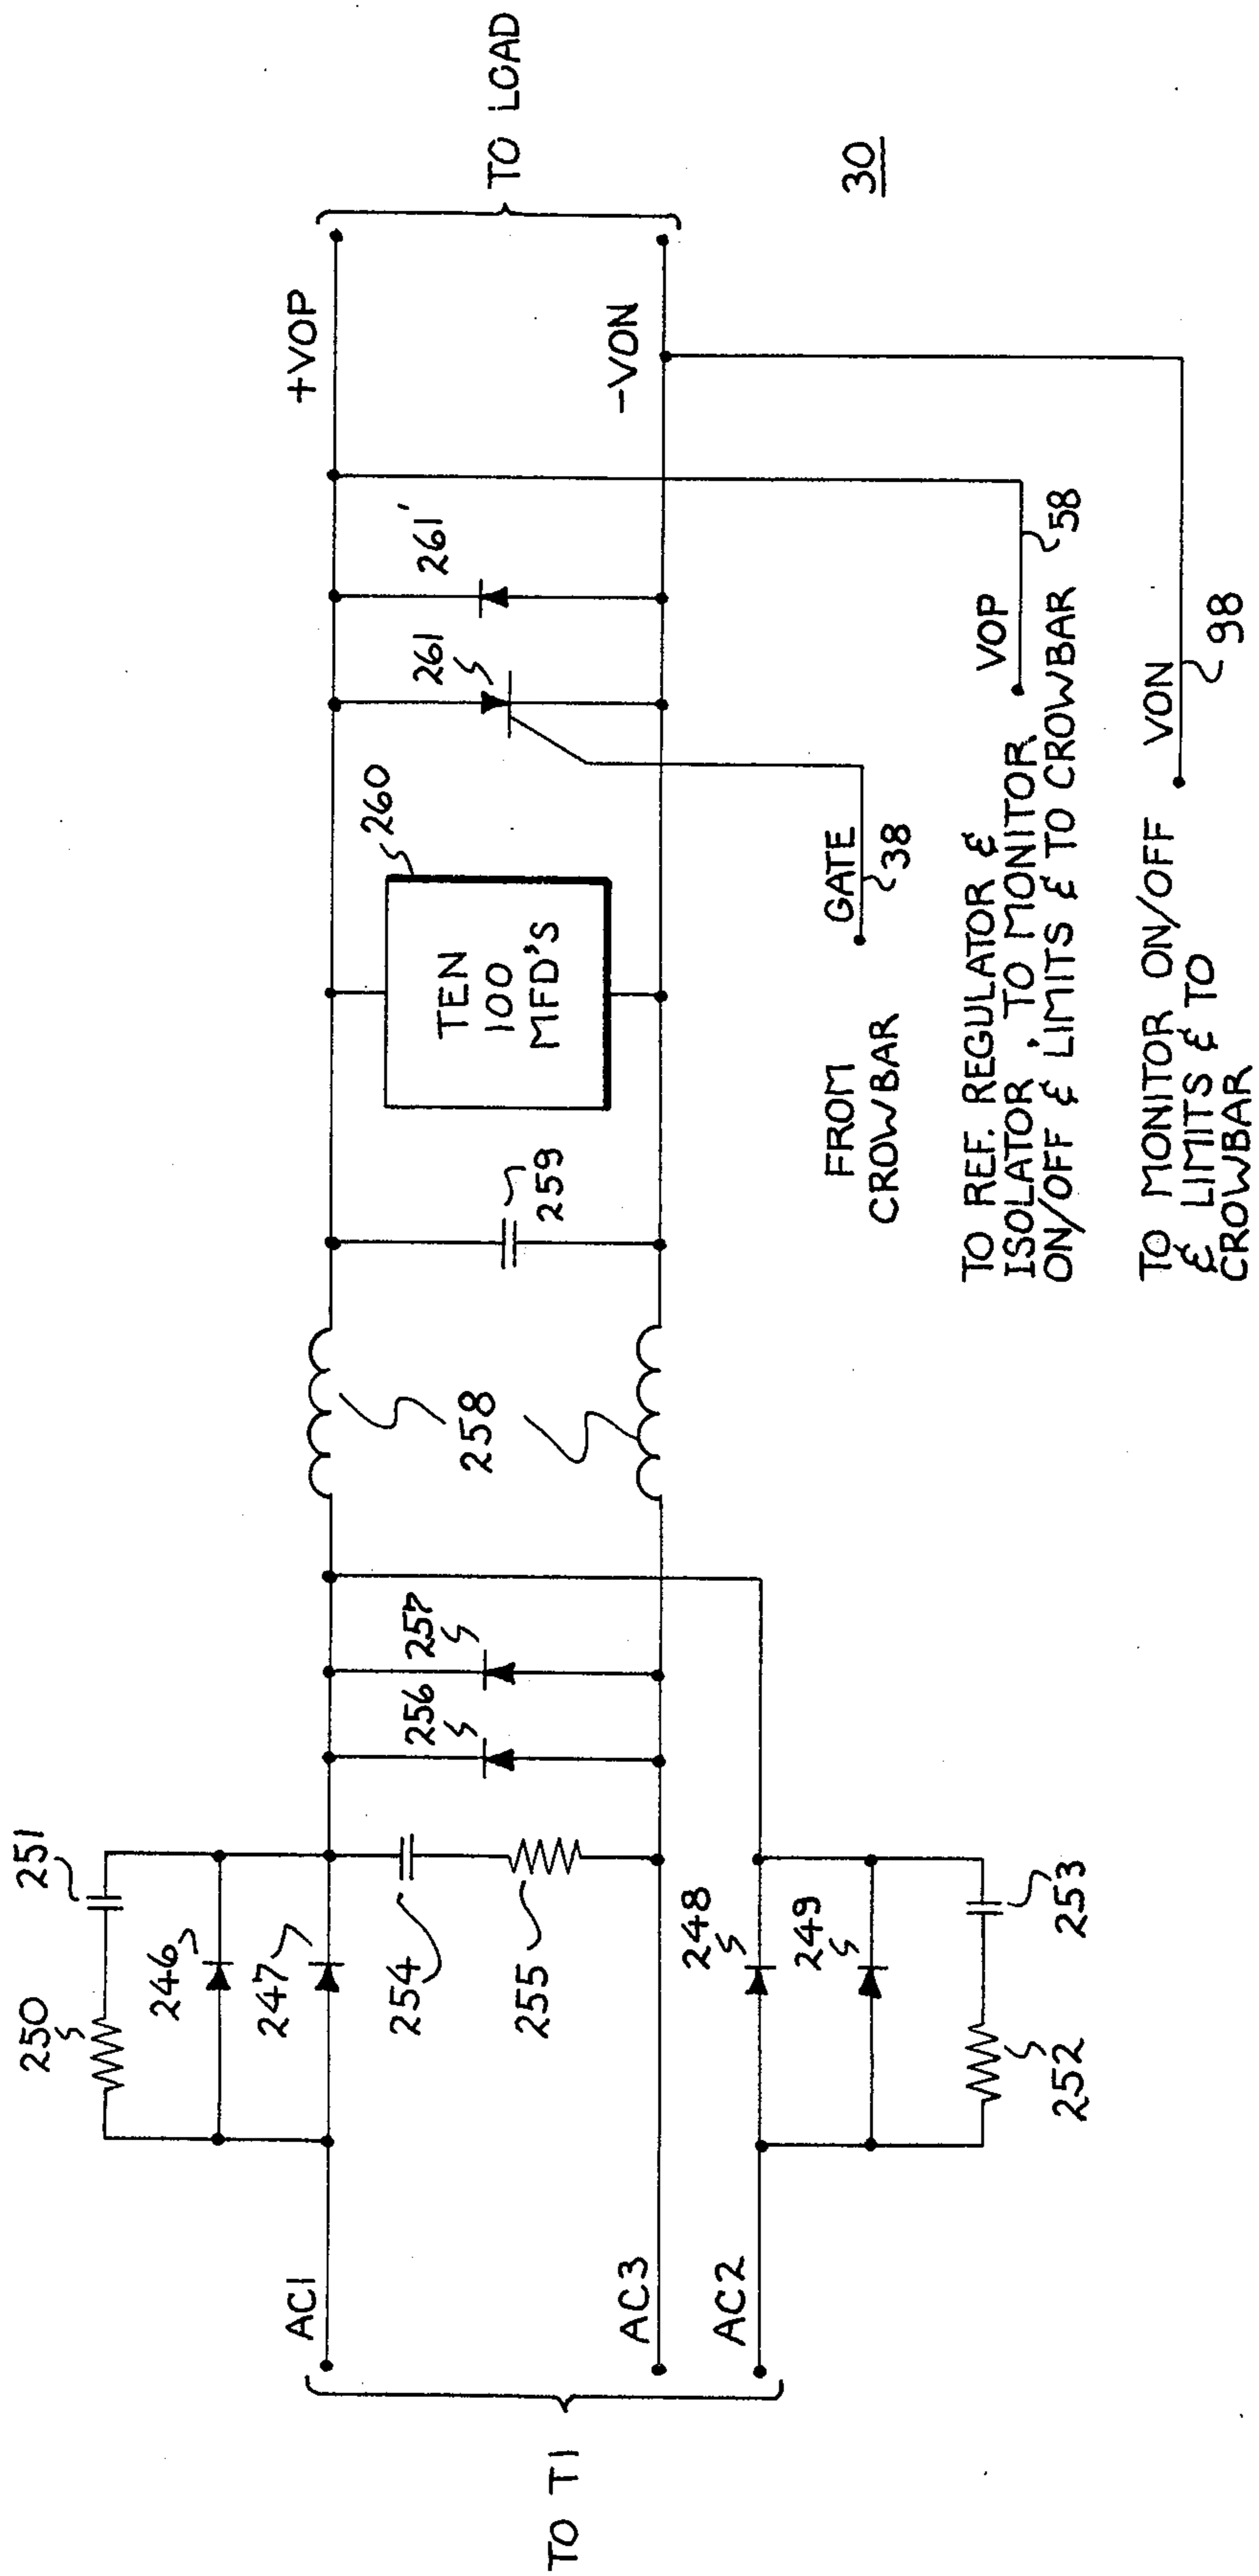 TO T1
AC1
AC3
AC2
250
251
246
247
254
255
248
249
252
253
256
257
258
259
260
TEN
100
MFD'S
261
261'
+VOP
-VON
TO LOAD
30
FROM
CROWBAR
GATE
38
TO REF. REGULATOR &
ISOLATOR, TO MONITOR
ON/OFF & LIMITS & TO CROWBAR
VOP
58
TO MONITOR ON/OFF
& LIMITS & TO
CROWBAR
VON
98